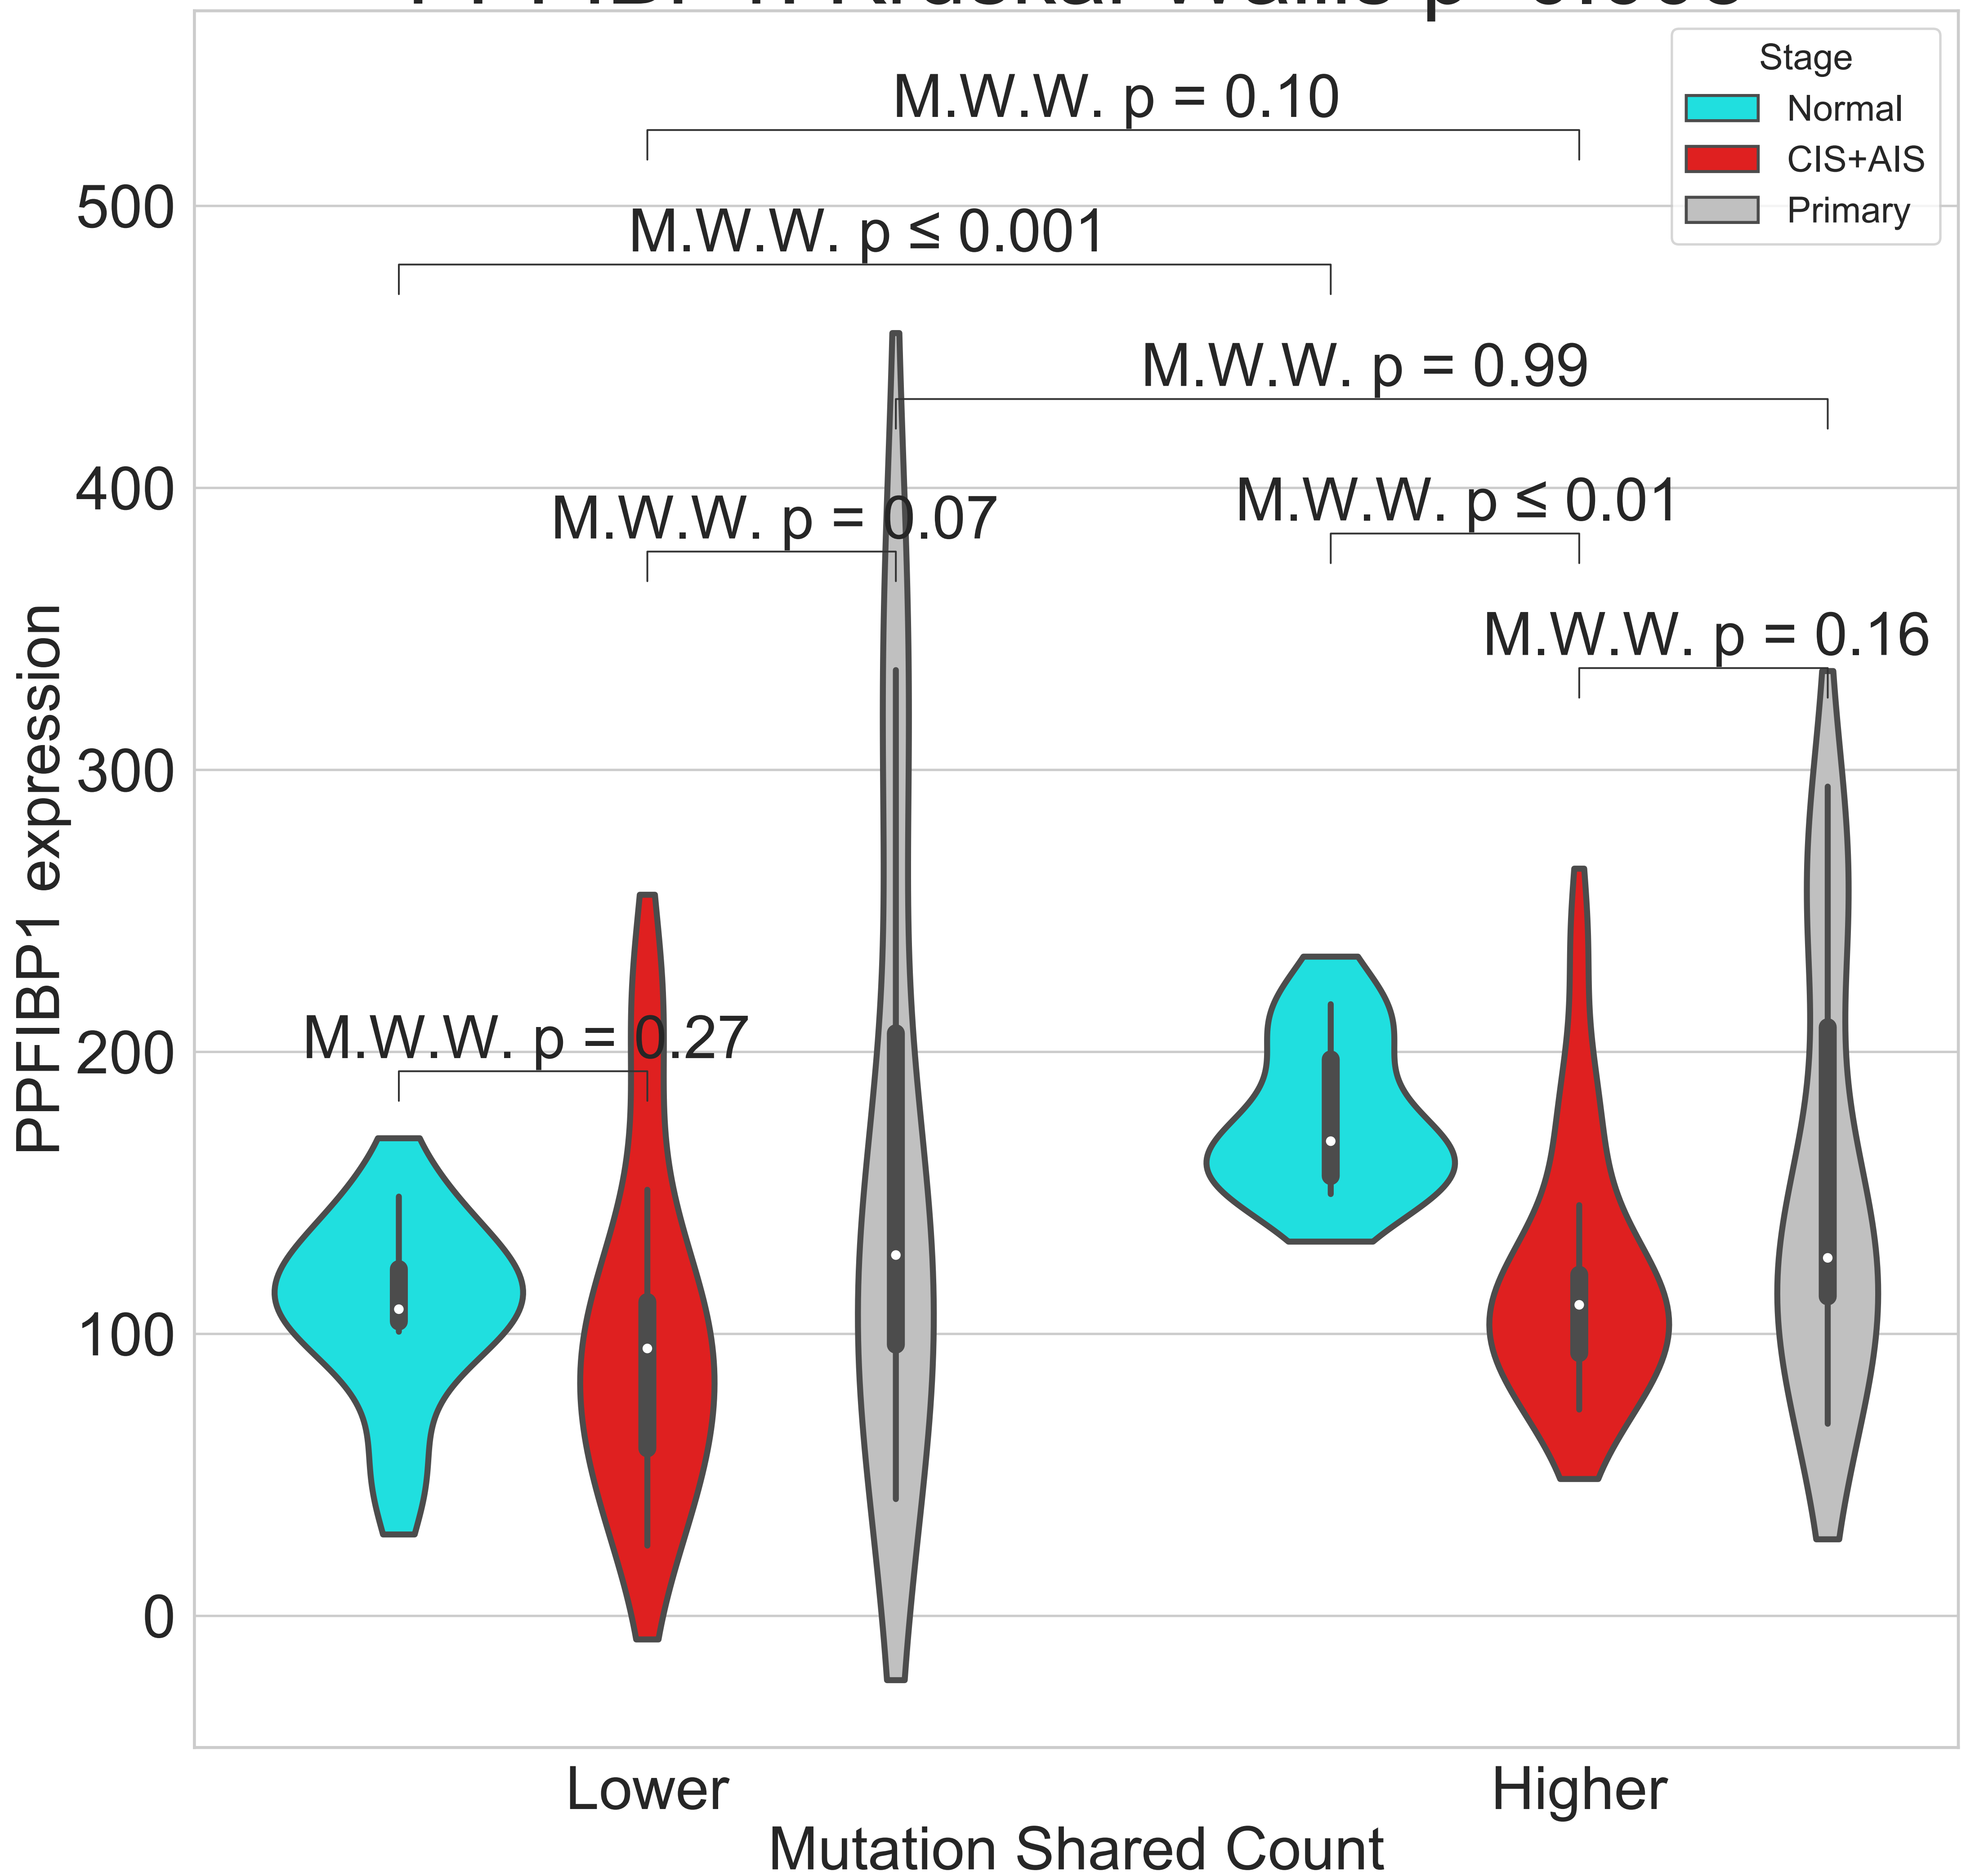 Stage
Normal
CIS+AIS
Primary
M.W.W. p = 0.10
M.W.W. p ≤ 0.001
M.W.W. p = 0.99
M.W.W. p = 0.07
M.W.W. p ≤ 0.01
M.W.W. p = 0.16
M.W.W. p = 0.27
500
400
300
200
100
0
PPFIBP1 expression
Lower
Higher
Mutation Shared Count